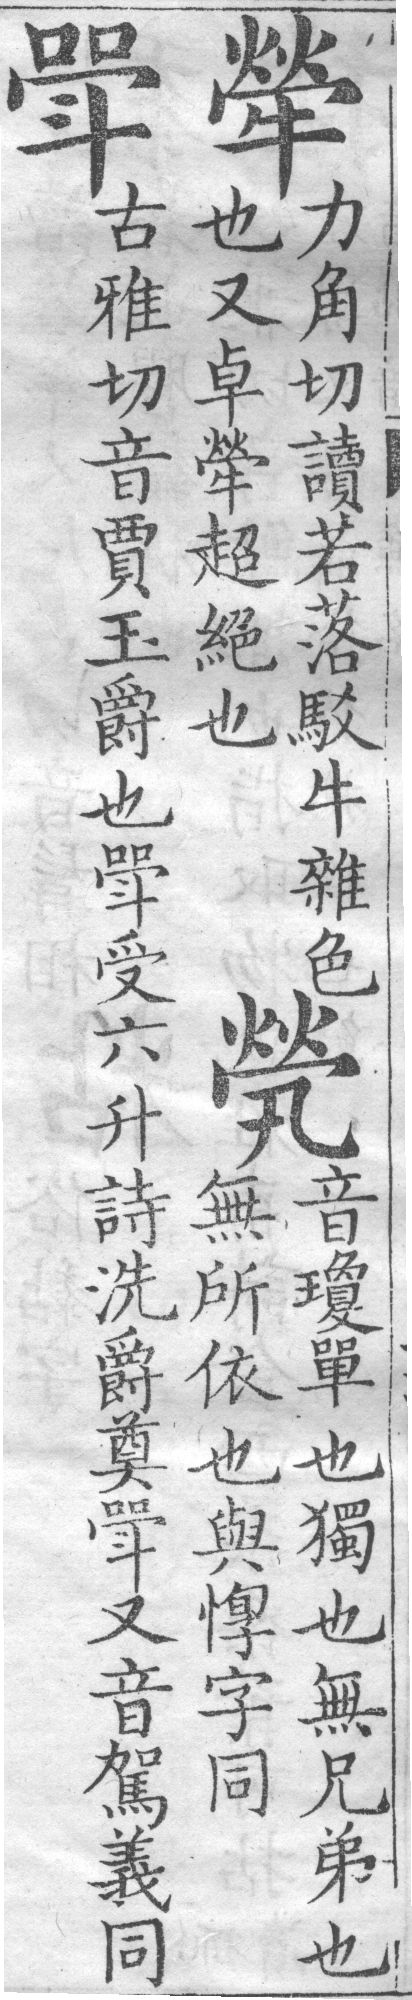 犖
力角切讀若落駁牛雜色
也又卓犖超絕也
煢
音瓊單也獨也無兄弟也
無所依也與惸字同
斝
古雅切音賈玉爵也斝受六升詩洗爵奠斝又音駕義同